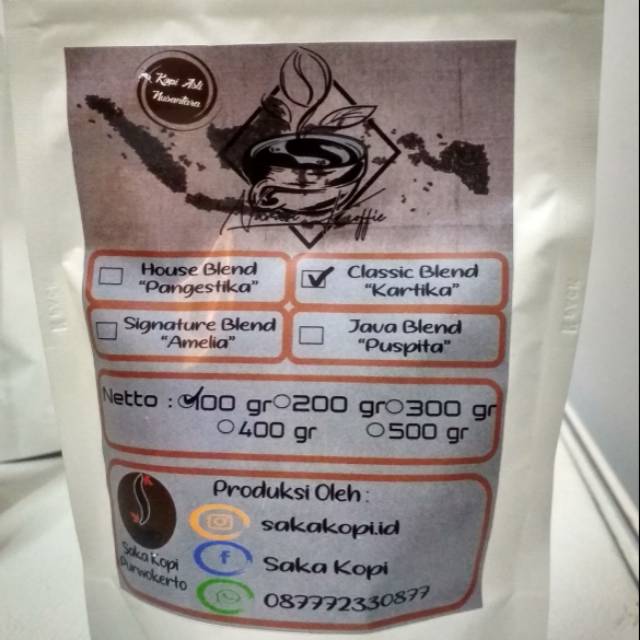 Kopi Asli
Nusantara
House Blend
"Pangestika"
Classic Blend
"Kartika"
Signature Blend
"Amelia"
Java Blend
"Puspita"
Netto : 100 gr 200 gr 300 gr
400 gr 500 gr
Produksi Oleh :
sakakopi.id
Saka Kopi
087772330877
Saka Kopi
Purwokerto